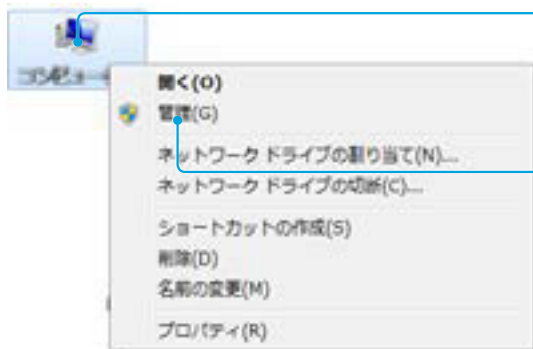 コンピューター
開く(O)
管理(G)
ネットワーク ドライブの割り当て(N)...
ネットワーク ドライブの切断(C)...
ショートカットの作成(S)
削除(D)
名前の変更(M)
プロパティ(R)